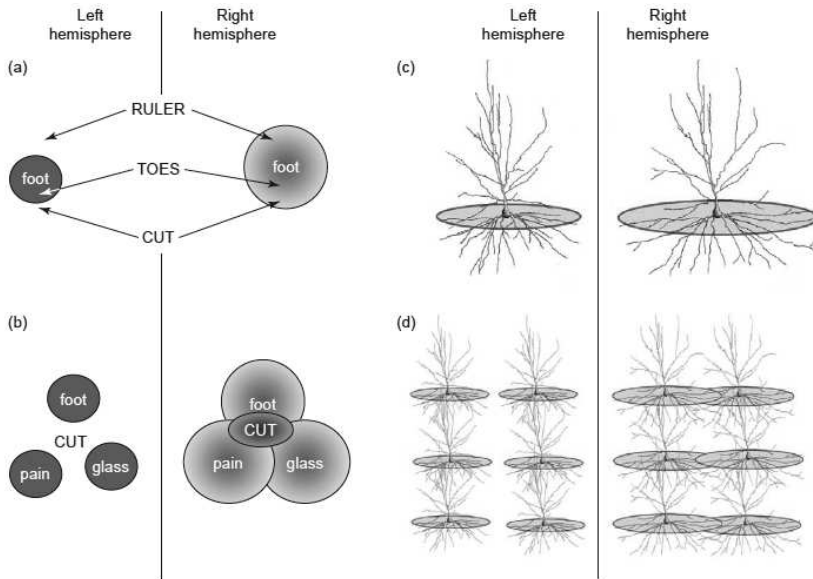 Left hemisphere
Right hemisphere
Left hemisphere
Right hemisphere
(a)
RULER
foot
TOES
foot
CUT
(b)
foot
CUT
pain
glass
foot
CUT
pain
glass
(c)
(d)